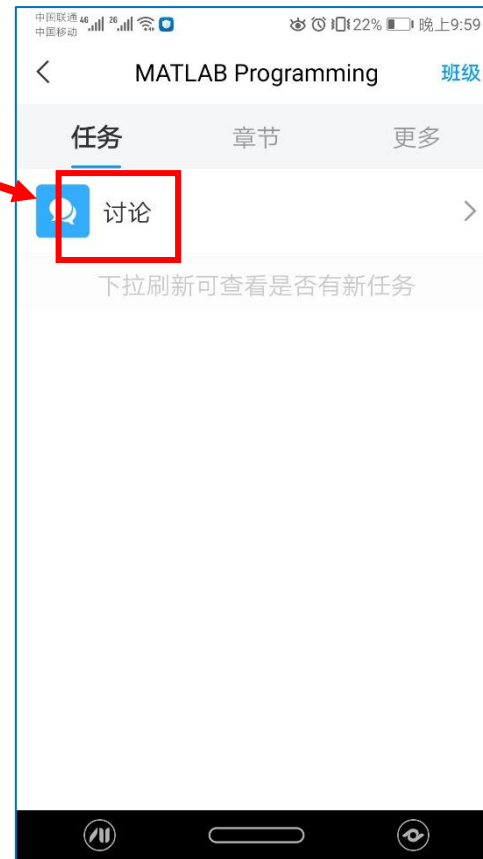 中国联通 46 26 22% 晚上9:59
中国移动
MATLAB Programming 班级
任务 章节 更多
讨论
下拉刷新可查看是否有新任务